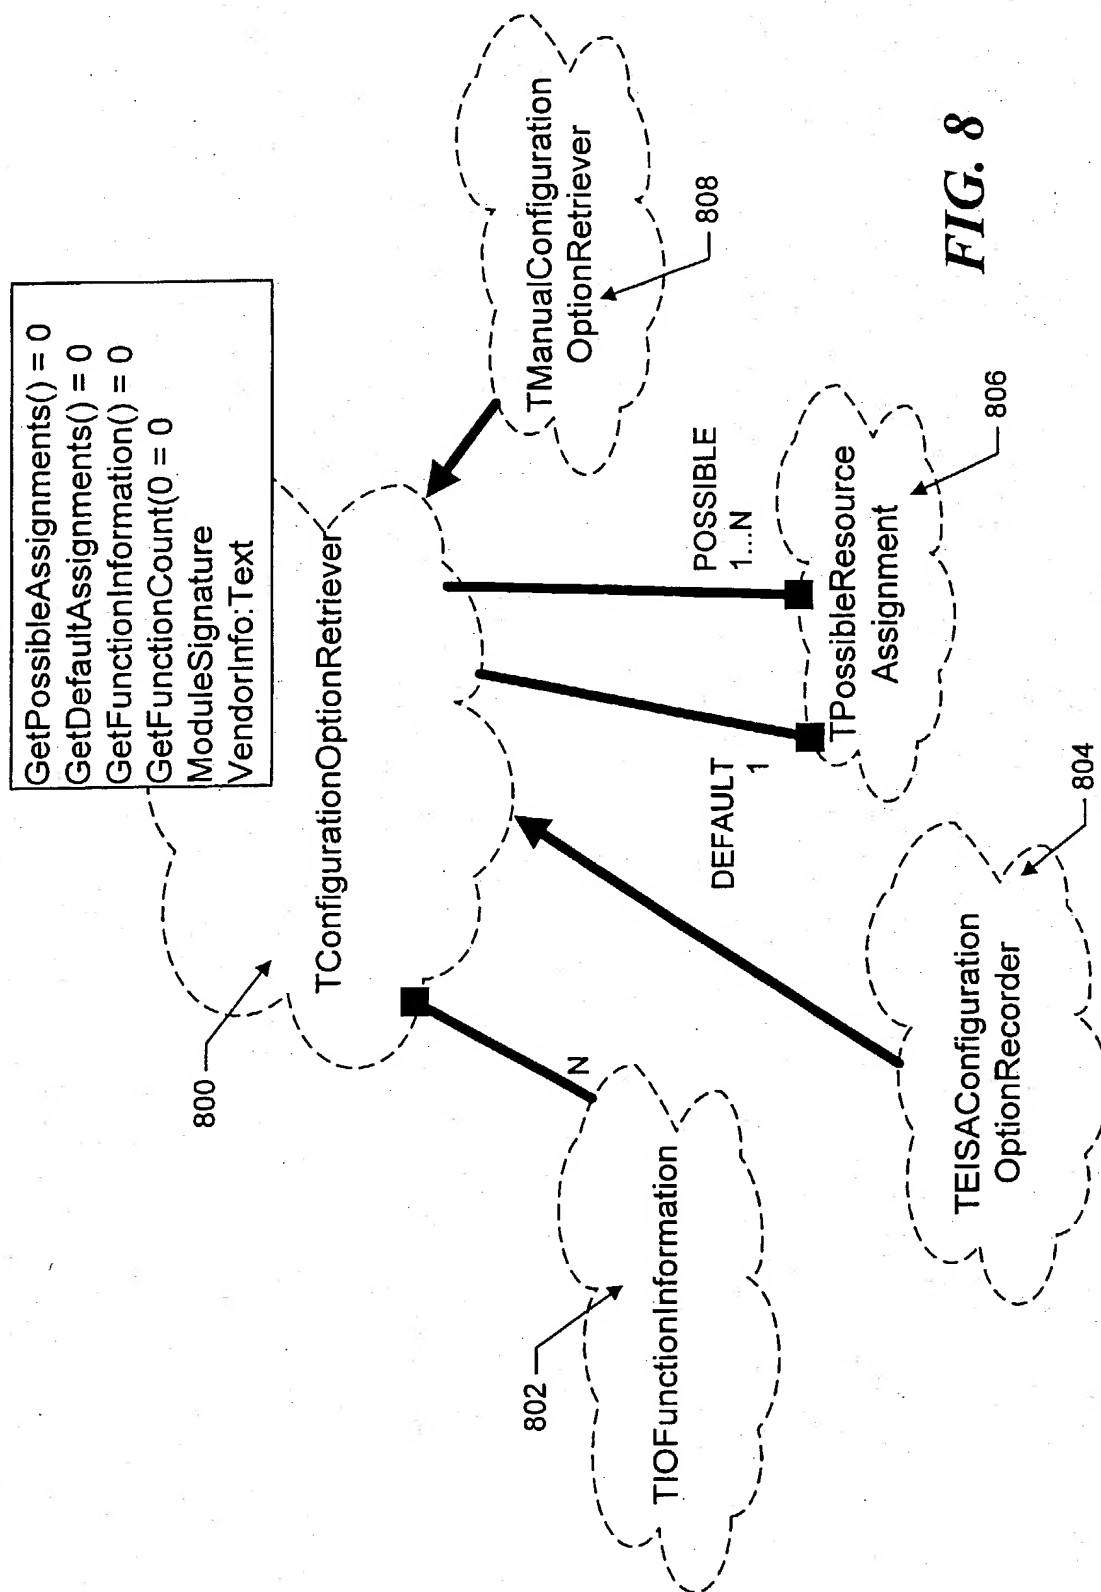 GetPossibleAssignments() = 0
GetDefaultAssignments() = 0
GetFunctionInformation() = 0
GetFunctionCount(0 = 0
ModuleSignature
VendorInfo:Text
800
TConfigurationOptionRetriever
TManualConfiguration
OptionRetriever
808
N
DEFAULT
1
POSSIBLE
1...N
802
TIOFunctionInformation
TPossibleResource
Assignment
806
TEISAConfiguration
OptionRecorder
804
FIG. 8